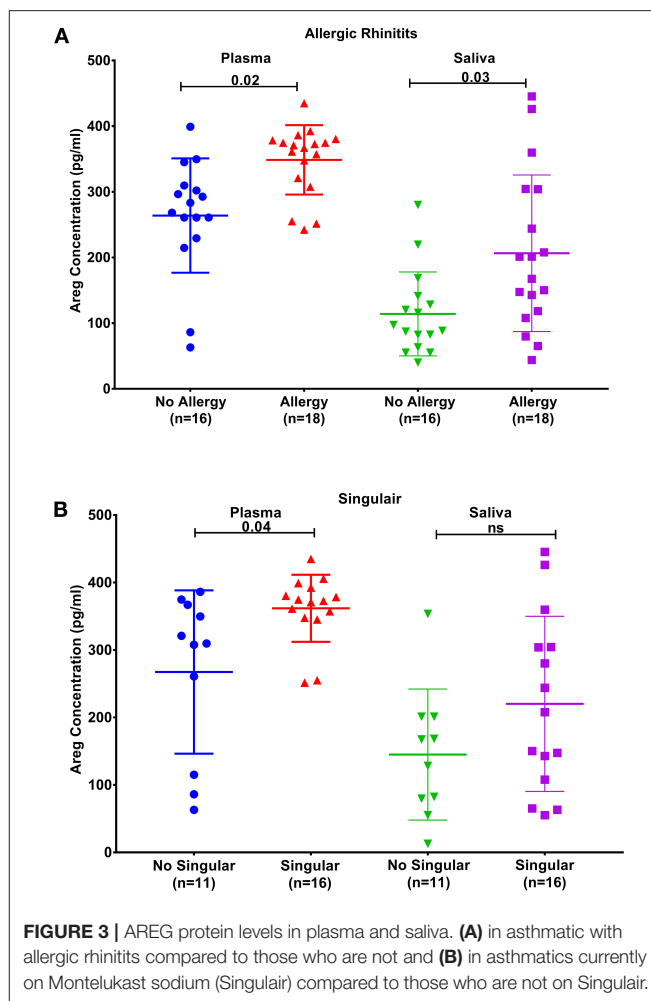 A
Allergic Rhinitits
Plasma
Saliva
0.02
0.03
Areg Concentration (pg/ml)
500
400
300
200
100
0
No Allergy
(n=16)
Allergy
(n=18)
No Allergy
(n=16)
Allergy
(n=18)
B
Singulair
Plasma
Saliva
0.04
ns
Areg Concentration (pg/ml)
500
400
300
200
100
0
No Singular
(n=11)
Singular
(n=16)
No Singular
(n=11)
Singular
(n=16)
FIGURE 3 | AREG protein levels in plasma and saliva. (A) in asthmatic with
allergic rhinitits compared to those who are not and (B) in asthmatics currently
on Montelukast sodium (Singulair) compared to those who are not on Singulair.